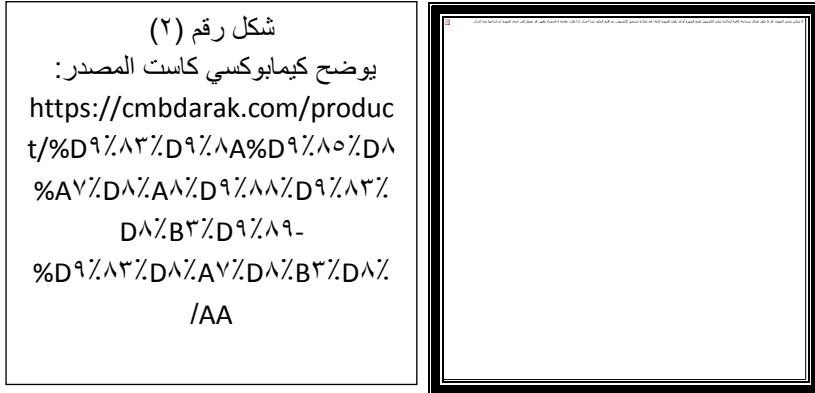 شكل رقم (٢)
يوضح كيمابوكسي كاست المصدر:
https://cmbdarak.com/produc
t/%D٩٪٨٣٪D٩٪٨A%D٩٪٨٥٪D٨
%A٧٪D٨٪A٨٪D٩٪٨٨٪D٩٪٨٣٪
D٨٪B٣٪D٩٪٨٩-
%D٩٪٨٣٪D٨٪A٧٪D٨٪B٣٪D٨٪
/AA